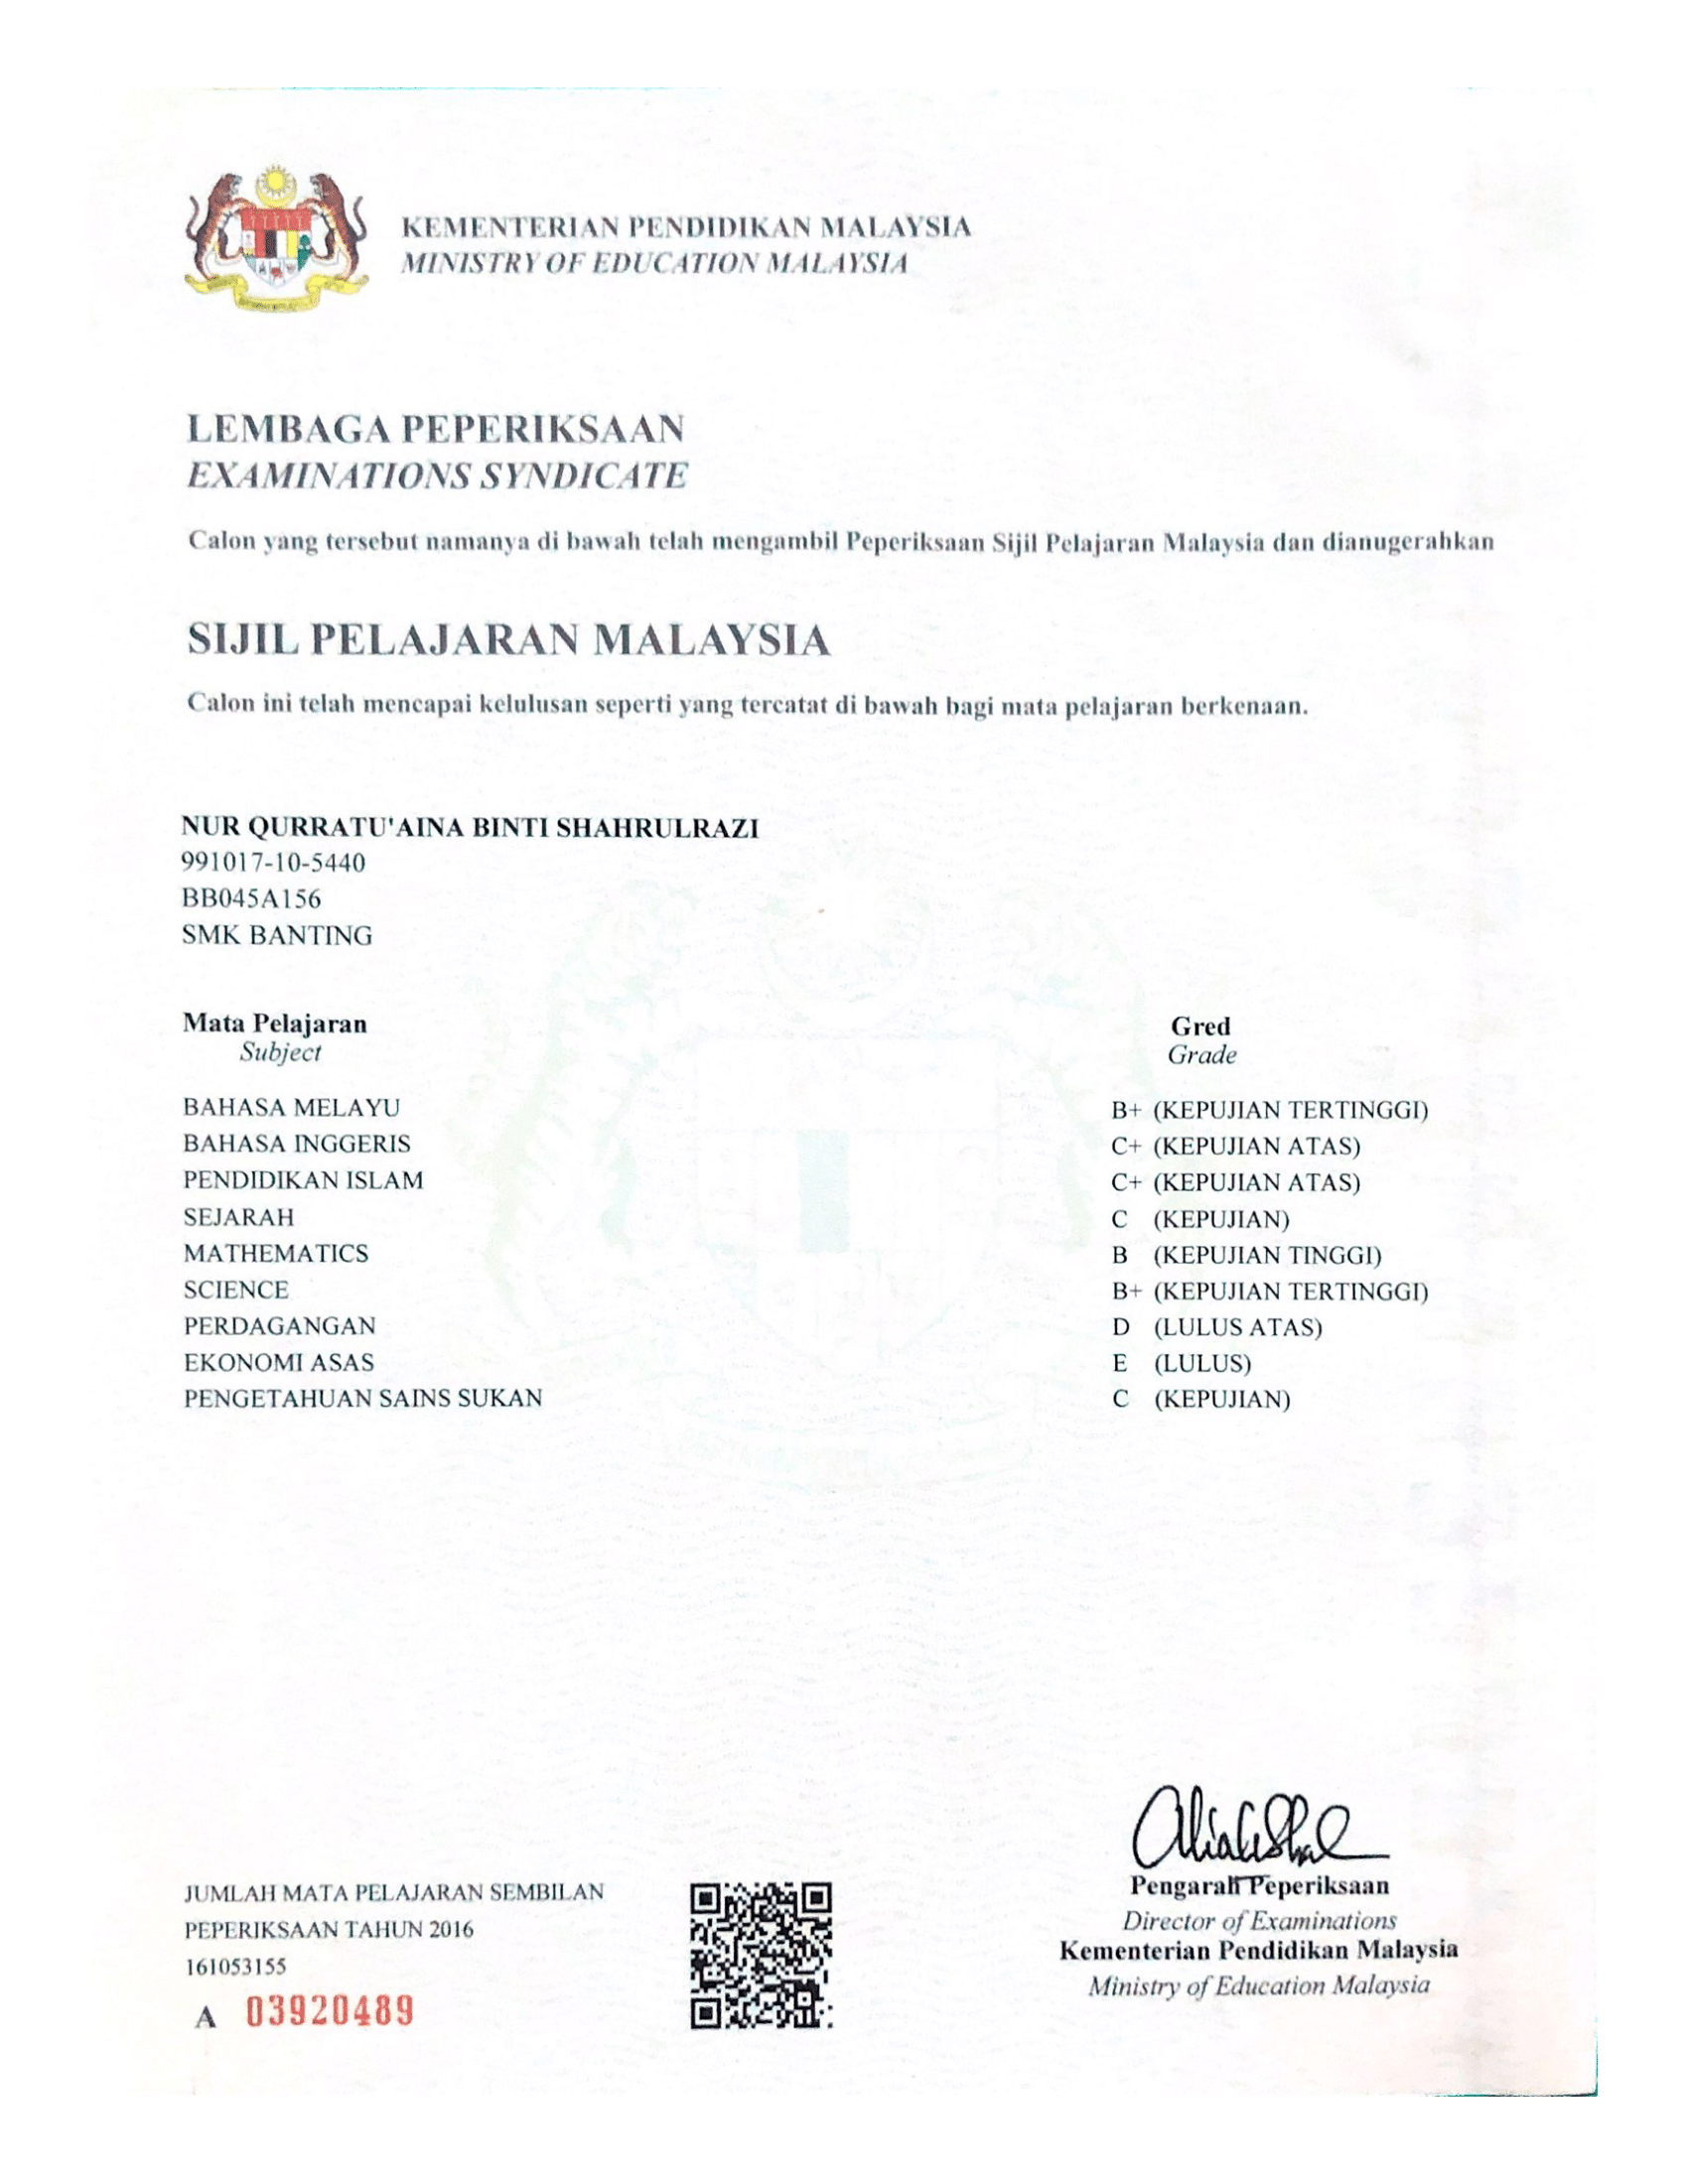 KEMENTERIAN PENDIDIKAN MALAYSIA
MINISTRY OF EDUCATION MALAYSIA
LEMBAGA PEPERIKSAAN
EXAMINATIONS SYNDICATE
Calon yang tersebut namanya di bawah telah mengambil Peperiksaan Sijil Pelajaran Malaysia dan dianugerahkan
SIJIL PELAJARAN MALAYSIA
Calon ini telah mencapai kelulusan seperti yang tercatat di bawah bagi mata pelajaran berkenaan.
NUR QURRATU'AINA BINTI SHAHRULRAZI
991017-10-5440
BB045A156
SMK BANTING
Mata Pelajaran Gred
Subject Grade
BAHASA MELAYU B+ (KEPUJIAN TERTINGGI)
BAHASA INGGERIS C+ (KEPUJIAN ATAS)
PENDIDIKAN ISLAM C+ (KEPUJIAN ATAS)
SEJARAH C (KEPUJIAN)
MATHEMATICS B (KEPUJIAN TINGGI)
SCIENCE B+ (KEPUJIAN TERTINGGI)
PERDAGANGAN D (LULUS ATAS)
EKONOMI ASAS E (LULUS)
PENGETAHUAN SAINS SUKAN C (KEPUJIAN)
Pengarah Peperiksaan
Director of Examinations
Kementerian Pendidikan Malaysia
Ministry of Education Malaysia
JUMLAH MATA PELAJARAN SEMBILAN
PEPERIKSAAN TAHUN 2016
161053155
A 03920489